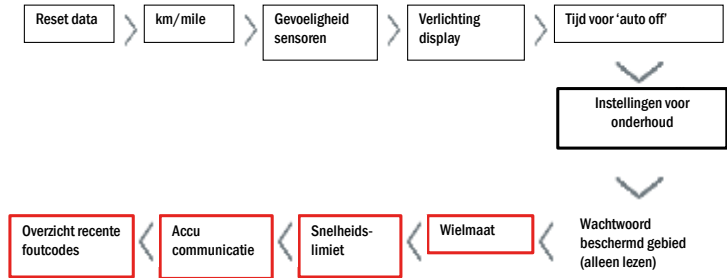 Reset data
km/mile
Gevoeligheid
sensoren
Verlichting
display
Tijd voor 'auto off'
Instellingen voor
onderhoud
Wachtwoord
beschermd gebied
(alleen lezen)
Wielmaat
Snelheids-
limiet
Accu
communicatie
Overzicht recente
foutcodes